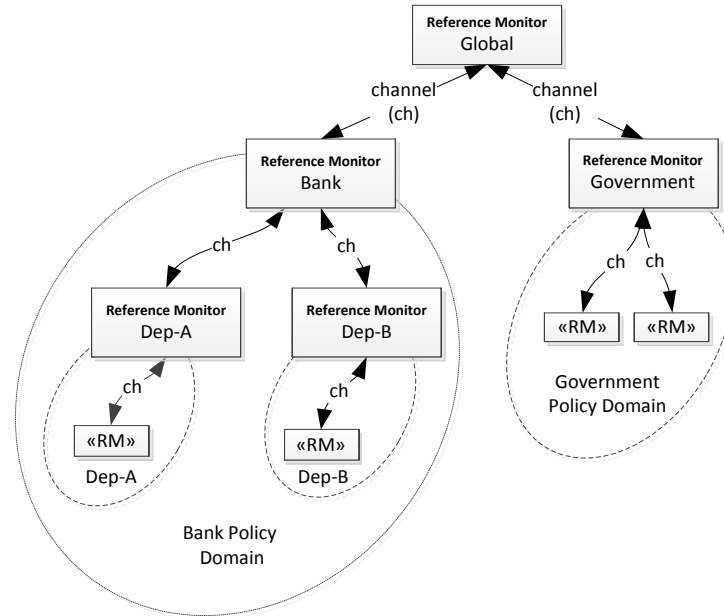 Reference Monitor
Global
channel
(ch)
channel
(ch)
Reference Monitor
Bank
Reference Monitor
Government
ch
ch
ch
ch
Reference Monitor
Dep-A
Reference Monitor
Dep-B
«RM»
«RM»
ch
ch
Government
Policy Domain
«RM»
«RM»
Dep-A
Dep-B
Bank Policy
Domain